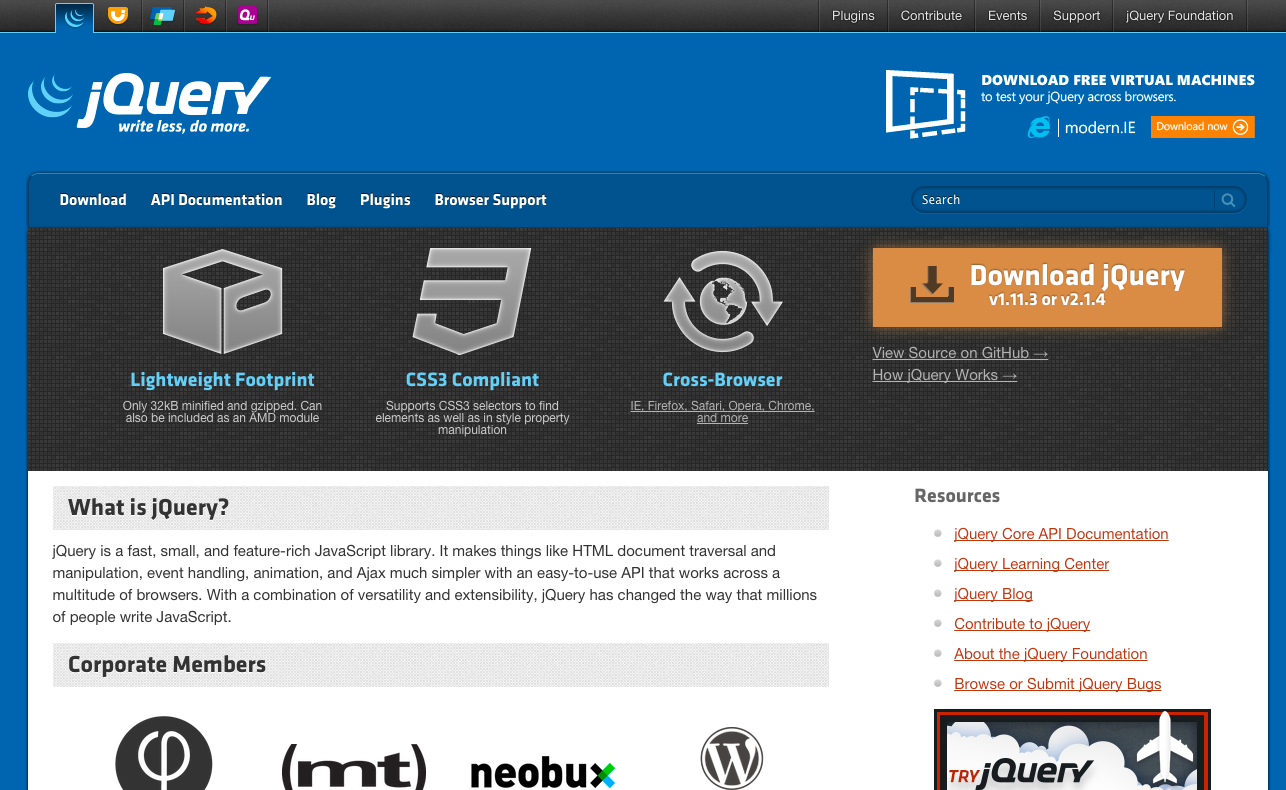 Qu
Plugins
Contribute
Events
Support
jQuery Foundation
jQuery
write less, do more.
DOWNLOAD FREE VIRTUAL MACHINES
to test your jQuery across browsers.
modern.IE
Download now
Download
API Documentation
Blog
Plugins
Browser Support
Search
Lightweight Footprint
Only 32kB minified and gzipped. Can
also be included as an AMD module
CSS3 Compliant
Supports CSS3 selectors to find
elements as well as in style property
manipulation
Cross-Browser
IE, Firefox, Safari, Opera, Chrome,
and more
Download jQuery
v1.11.3 or v2.1.4
View Source on GitHub →
How jQuery Works →
What is jQuery?
jQuery is a fast, small, and feature-rich JavaScript library. It makes things like HTML document traversal and
manipulation, event handling, animation, and Ajax much simpler with an easy-to-use API that works across a
multitude of browsers. With a combination of versatility and extensibility, jQuery has changed the way that millions
of people write JavaScript.
Corporate Members
(mt)
neobux
Resources
jQuery Core API Documentation
jQuery Learning Center
jQuery Blog
Contribute to jQuery
About the jQuery Foundation
Browse or Submit jQuery Bugs
TRY jQuery